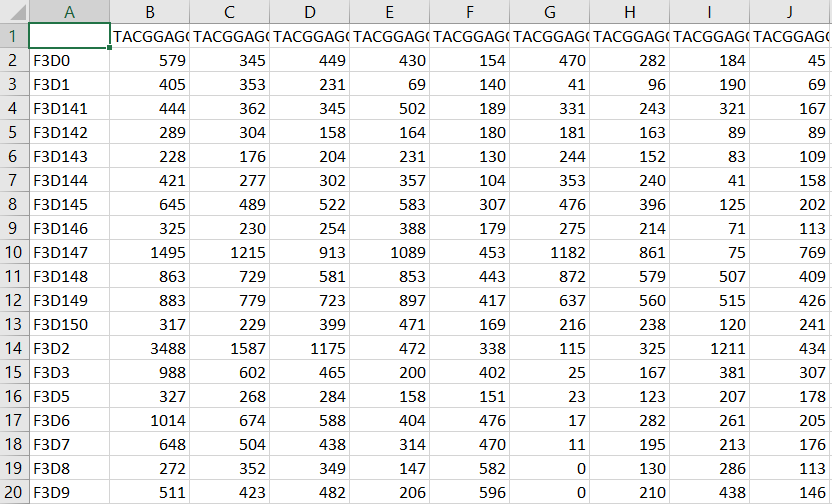 A B C D E F G H I J
1 TACGGAGG TACGGAGG TACGGAGG TACGGAGG TACGGAGG TACGGAGG TACGGAGG TACGGAGG TACGGAGG
2 F3D0 579 345 449 430 154 470 282 184 45
3 F3D1 405 353 231 69 140 41 96 190 69
4 F3D141 444 362 345 502 189 331 243 321 167
5 F3D142 289 304 158 164 180 181 163 89 89
6 F3D143 228 176 204 231 130 244 152 83 109
7 F3D144 421 277 302 357 104 353 240 41 158
8 F3D145 645 489 522 583 307 476 396 125 202
9 F3D146 325 230 254 388 179 275 214 71 113
10 F3D147 1495 1215 913 1089 453 1182 861 75 769
11 F3D148 863 729 581 853 443 872 579 507 409
12 F3D149 883 779 723 897 417 637 560 515 426
13 F3D150 317 229 399 471 169 216 238 120 241
14 F3D2 3488 1587 1175 472 338 115 325 1211 434
15 F3D3 988 602 465 200 402 25 167 381 307
16 F3D5 327 268 284 158 151 23 123 207 178
17 F3D6 1014 674 588 404 476 17 282 261 205
18 F3D7 648 504 438 314 470 11 195 213 176
19 F3D8 272 352 349 147 582 0 130 286 113
20 F3D9 511 423 482 206 596 0 210 438 146